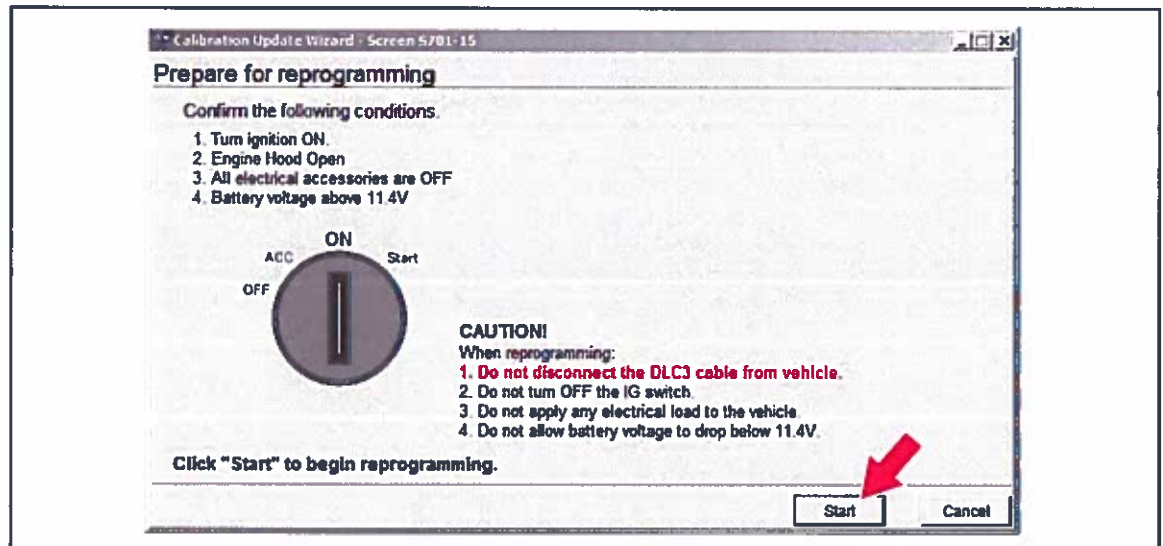 Calibration Update Wizard - Screen S701-15
Prepare for reprogramming
Confirm the following conditions.
1. Turn ignition ON.
2. Engine Hood Open
3. All electrical accessories are OFF
4. Battery voltage above 11.4V
ON
ACC
Start
OFF
CAUTION!
When reprogramming:
1. Do not disconnect the DLC3 cable from vehicle.
2. Do not turn OFF the IG switch.
3. Do not apply any electrical load to the vehicle.
4. Do not allow battery voltage to drop below 11.4V.
Click "Start" to begin reprogramming.
Start
Cancel